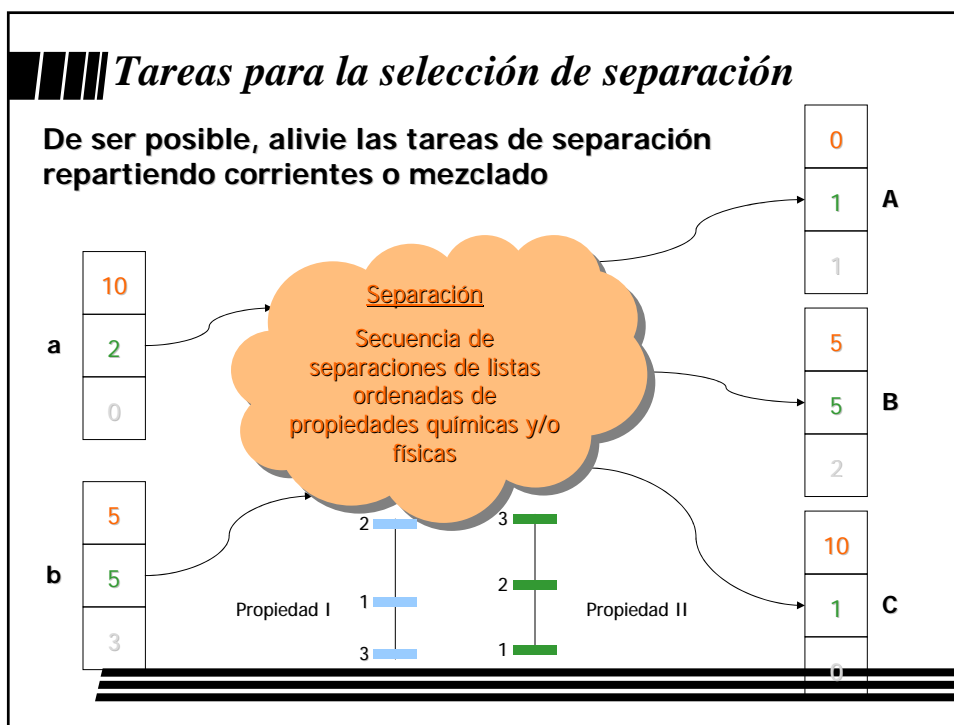 Tareas para la selección de separación
De ser posible, alivie las tareas de separación
repartiendo corrientes o mezclado
a
10
2
0
b
5
5
3
Separación
Secuencia de
separaciones de listas
ordenadas de
propiedades químicas y/o
físicas
Propiedad I
2
1
3
3
2
1
Propiedad II
0
1
1
A
5
5
2
B
10
1
0
C